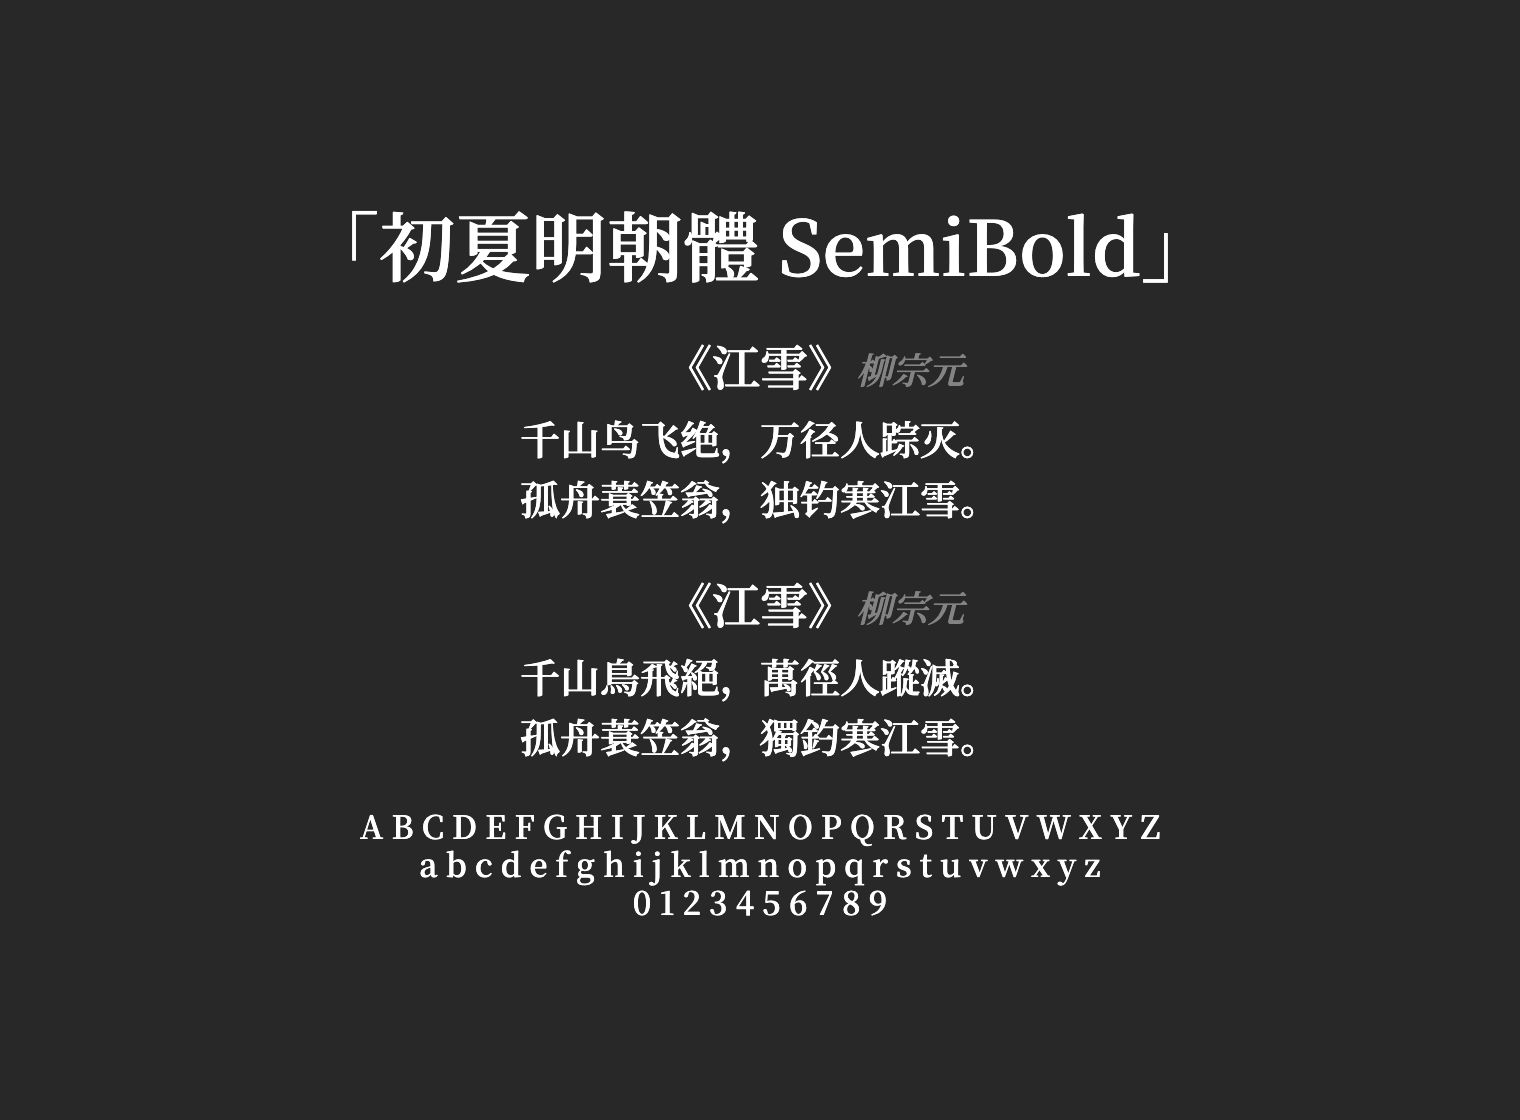 「初夏明朝體 SemiBold」
《江雪》 柳宗元
千山鸟飞绝，万径人踪灭。
孤舟蓑笠翁，独钓寒江雪。
《江雪》 柳宗元
千山鳥飛絕，萬徑人蹤滅。
孤舟蓑笠翁，獨釣寒江雪。
A B C D E F G H I J K L M N O P Q R S T U V W X Y Z
a b c d e f g h i j k l m n o p q r s t u v w x y z
0 1 2 3 4 5 6 7 8 9